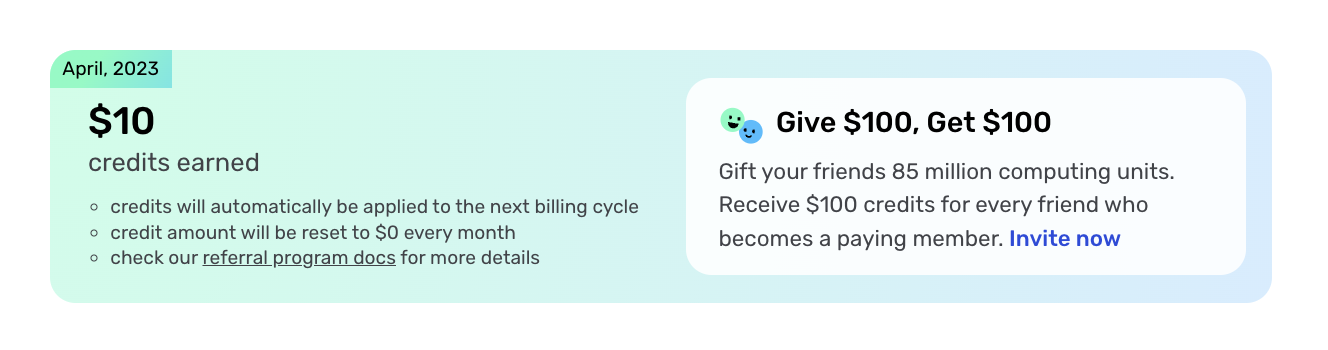 April, 2023
$10
credits earned
credits will automatically be applied to the next billing cycle
credit amount will be reset to $0 every month
check our referral program docs for more details
Give $100, Get $100
Gift your friends 85 million computing units.
Receive $100 credits for every friend who
becomes a paying member. Invite now